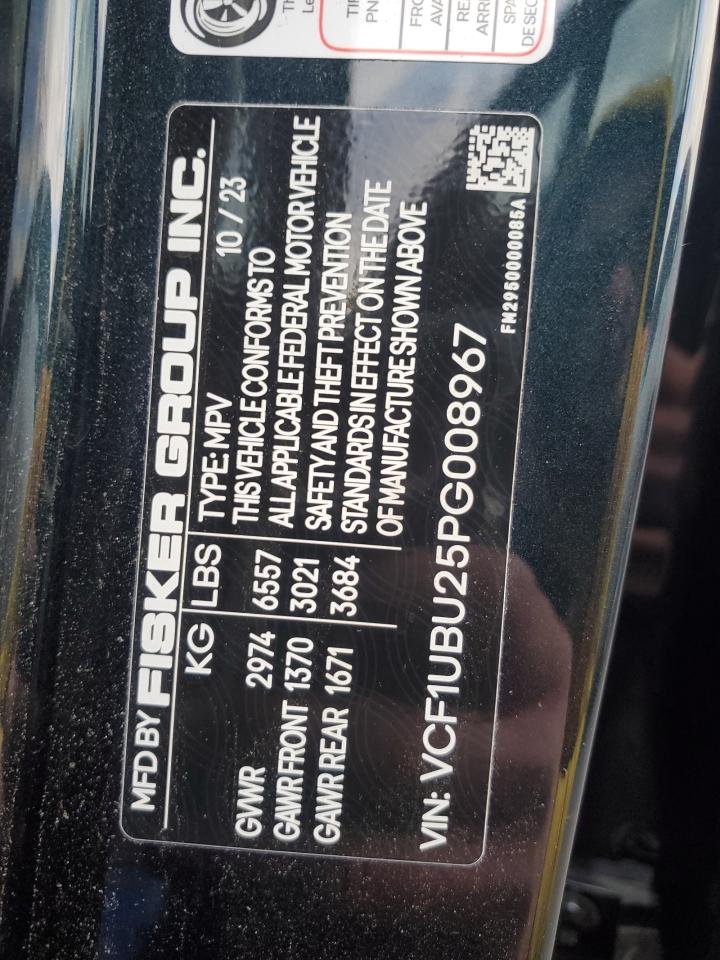 MFD BY FISKER GROUP INC.
KG LBS TYPE: MPV 10 / 23
GVWR 2974 6557 THIS VEHICLE CONFORMS TO
GAWR FRONT 1370 3021 ALL APPLICABLE FEDERAL MOTOR VEHICLE
GAWR REAR 1671 3684 SAFETY AND THEFT PREVENTION
STANDARDS IN EFFECT ON THE DATE
OF MANUFACTURE SHOWN ABOVE
VIN: VCF1UBU25PG008967
FM2950000085A